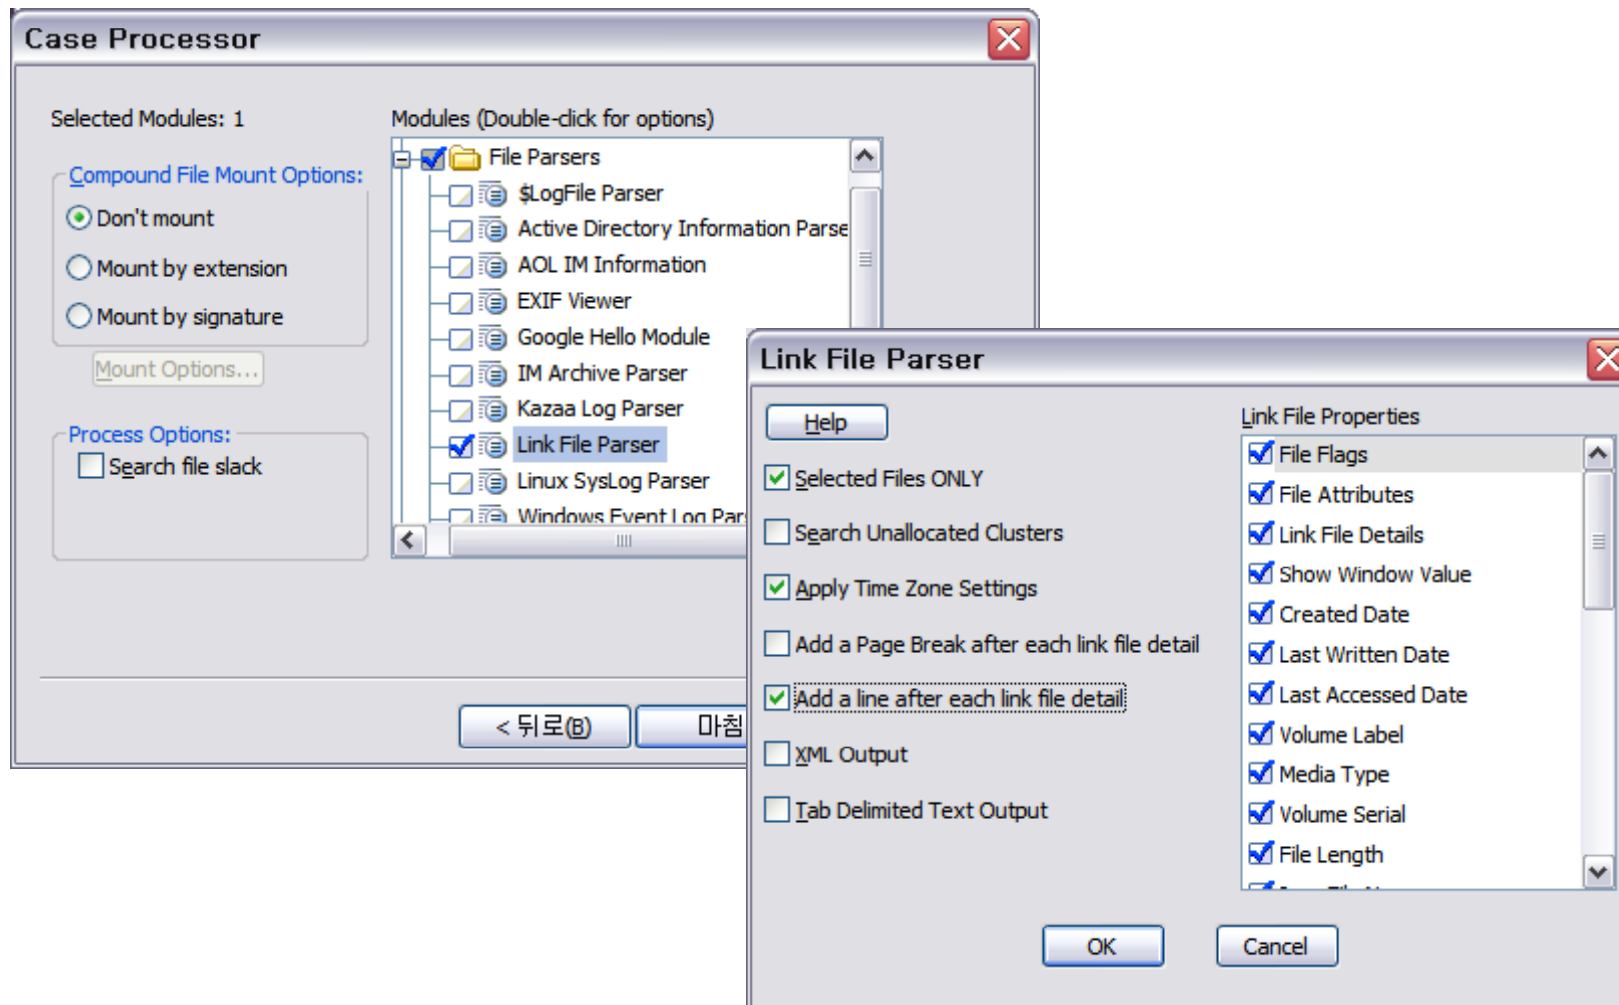 Case Processor
Selected Modules: 1
Compound File Mount Options:
Don't mount
Mount by extension
Mount by signature
Mount Options...
Process Options:
Search file slack
Modules (Double-click for options)
File Parsers
$LogFile Parser
Active Directory Information Parse
AOL IM Information
EXIF Viewer
Google Hello Module
IM Archive Parser
Kazaa Log Parser
Link File Parser
Linux SysLog Parser
Windows Event Log Pars
< 뒤로(B)
마침
Link File Parser
Help
Selected Files ONLY
Search Unallocated Clusters
Apply Time Zone Settings
Add a Page Break after each link file detail
Add a line after each link file detail
XML Output
Tab Delimited Text Output
Link File Properties
File Flags
File Attributes
Link File Details
Show Window Value
Created Date
Last Written Date
Last Accessed Date
Volume Label
Media Type
Volume Serial
File Length
OK
Cancel